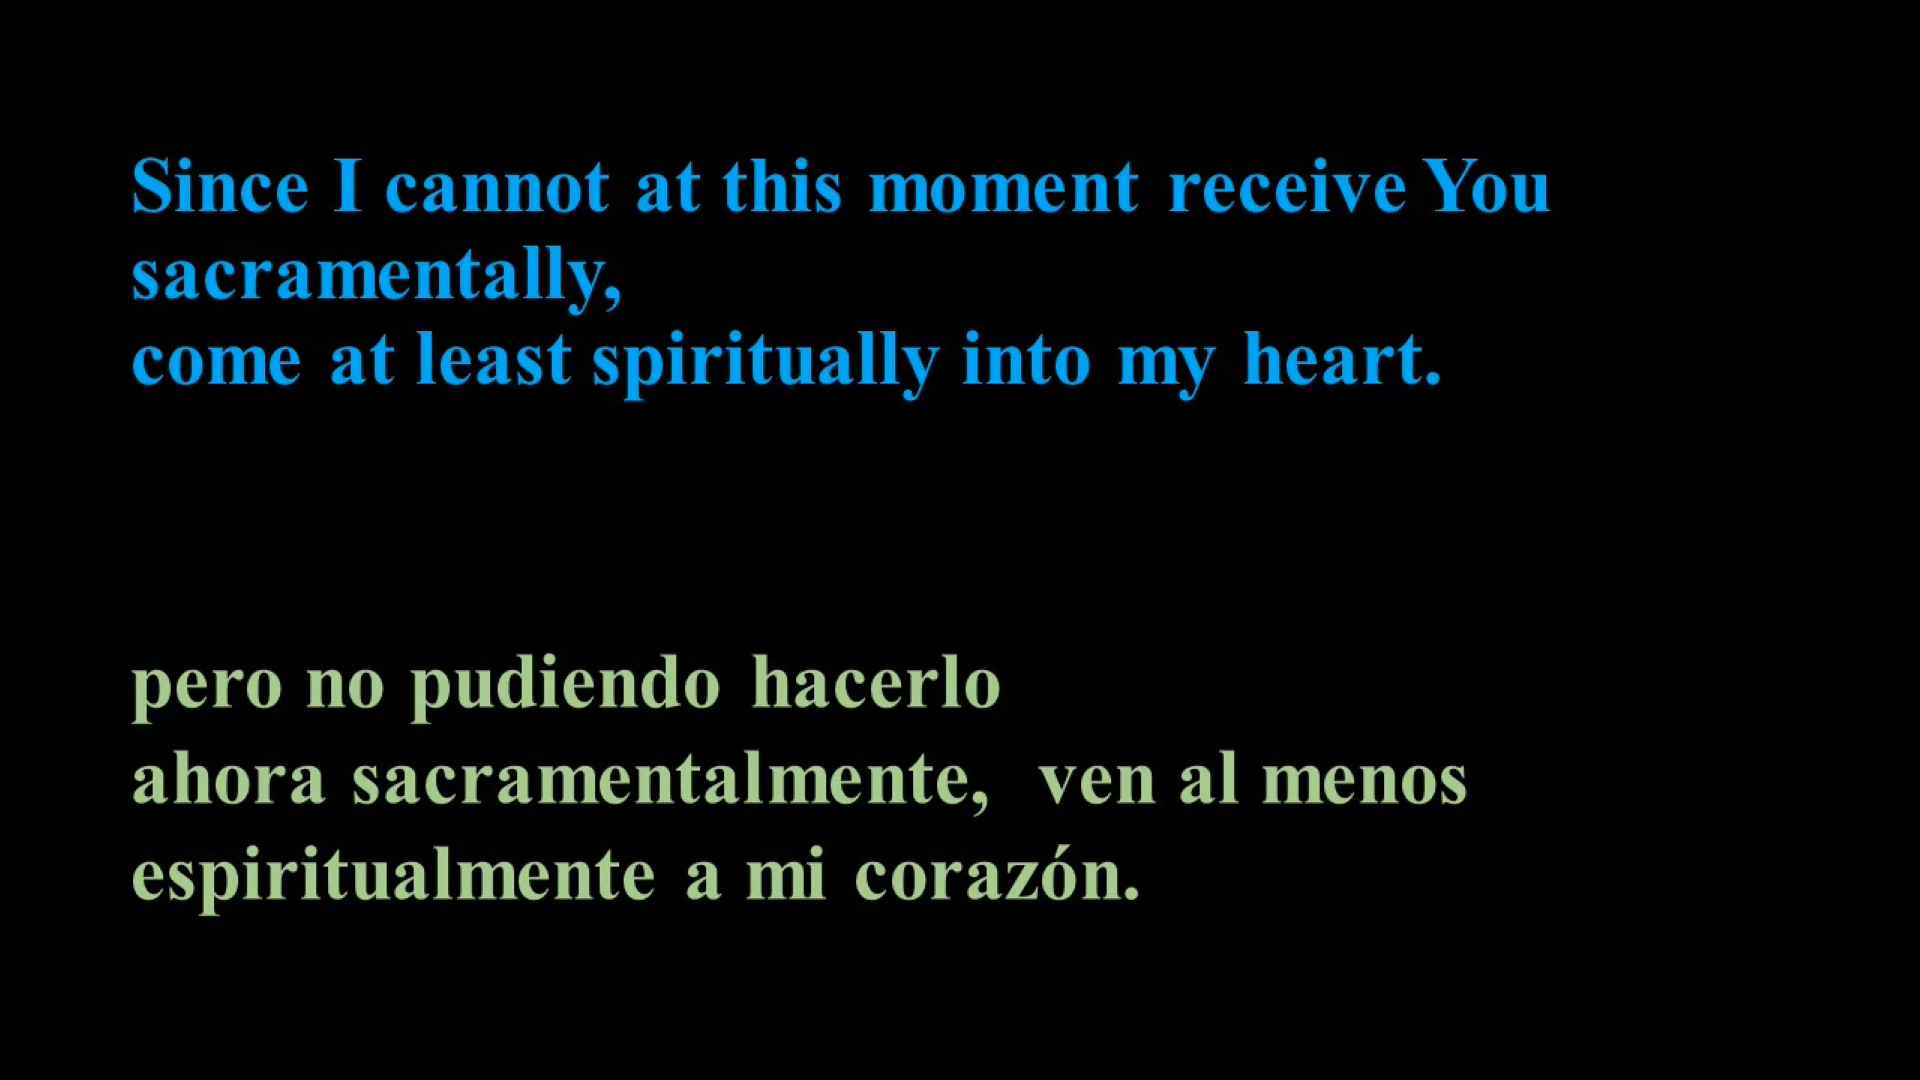 Since I cannot at this moment receive You
sacramentally,
come at least spiritually into my heart.
pero no pudiendo hacerlo
ahora sacramentalmente,  ven al menos
espiritualmente a mi corazón.